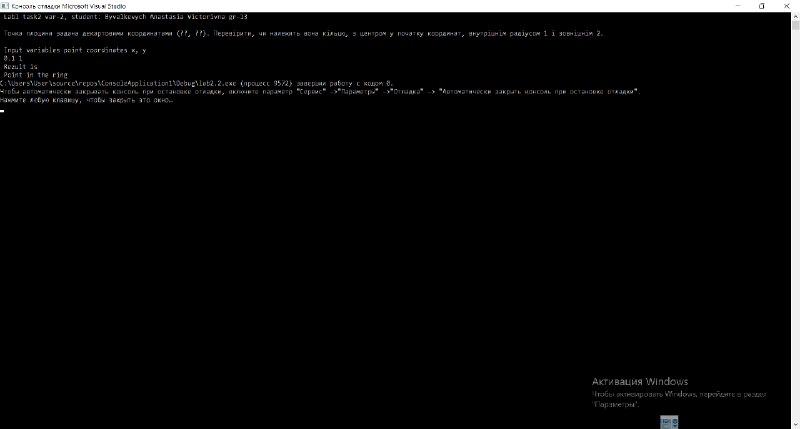 Консоль отладки Microsoft Visual Studio
Lab1 task2 var-2, student: Byvalkevych Anastasia Victorivna gr-13
Точка площини задана декартовими координатами (??, ??). Перевірити, чи належить вона кільцю, з центром у початку координат, внутрішнім радіусом 1 і зовнішнім 2.
Input variables point coordinates x, y
0.1 1
Rezult is
Point in the ring
C:\Users\User\source\repos\ConsoleApplication1\Debug\lab2.2.exe (процесс 9572) завершил работу с кодом 0.
Чтобы автоматически закрывать консоль при остановке отладки, включите параметр "Сервис" ->"Параметры" ->"Отладка" -> "Автоматически закрыть консоль при остановке отладки".
Нажмите любую клавишу, чтобы закрыть это окно…
Активация Windows
Чтобы активировать Windows, перейдите в раздел
"Параметры".